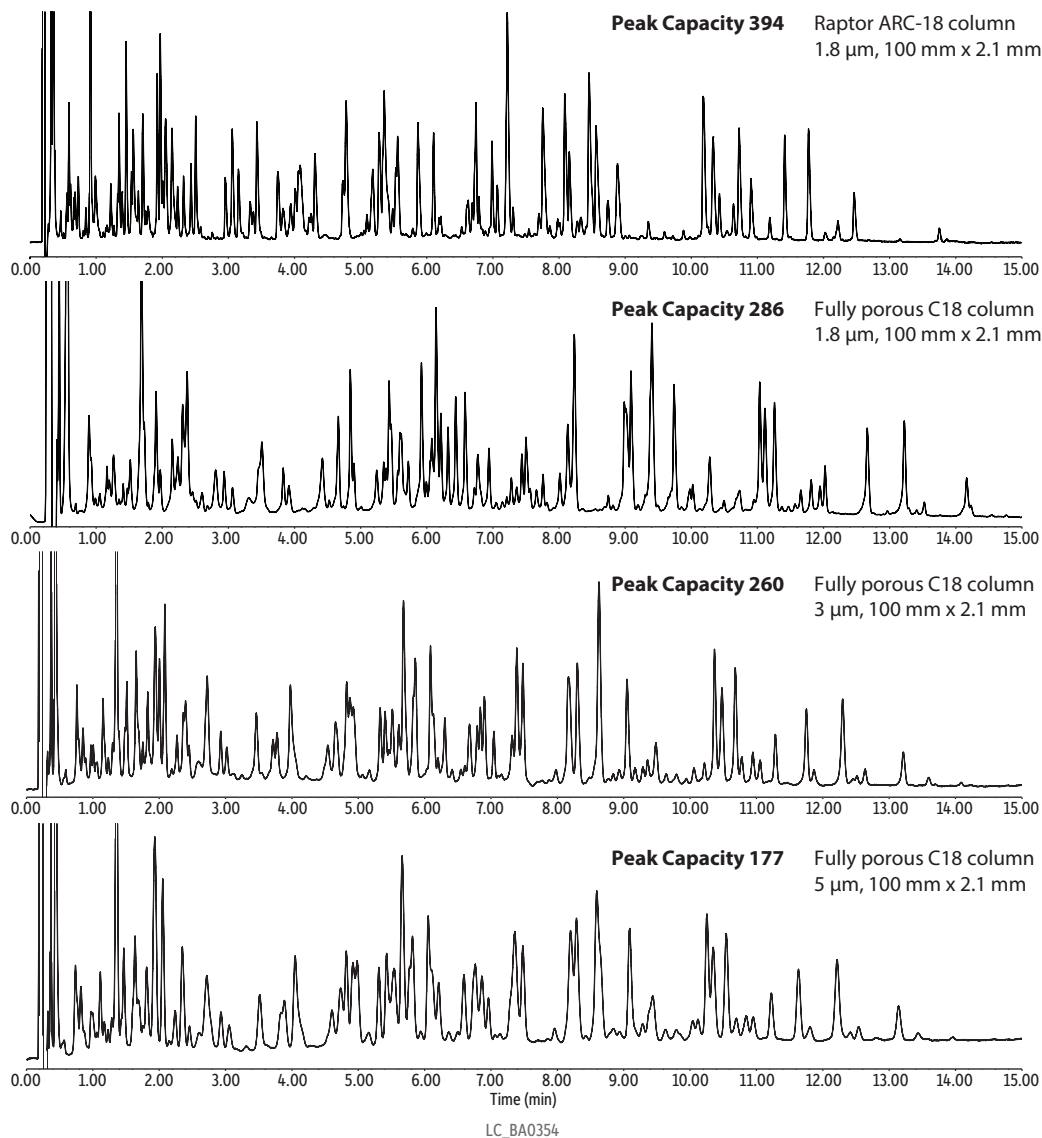 Peak Capacity 394 Raptor ARC-18 column
1.8 µm, 100 mm x 2.1 mm
0.00 1.00 2.00 3.00 4.00 5.00 6.00 7.00 8.00 9.00 10.00 11.00 12.00 13.00 14.00 15.00
Peak Capacity 286 Fully porous C18 column
1.8 µm, 100 mm x 2.1 mm
0.00 1.00 2.00 3.00 4.00 5.00 6.00 7.00 8.00 9.00 10.00 11.00 12.00 13.00 14.00 15.00
Peak Capacity 260 Fully porous C18 column
3 µm, 100 mm x 2.1 mm
0.00 1.00 2.00 3.00 4.00 5.00 6.00 7.00 8.00 9.00 10.00 11.00 12.00 13.00 14.00 15.00
Peak Capacity 177 Fully porous C18 column
5 µm, 100 mm x 2.1 mm
0.00 1.00 2.00 3.00 4.00 5.00 6.00 7.00 8.00 9.00 10.00 11.00 12.00 13.00 14.00 15.00
Time (min)
LC_BA0354